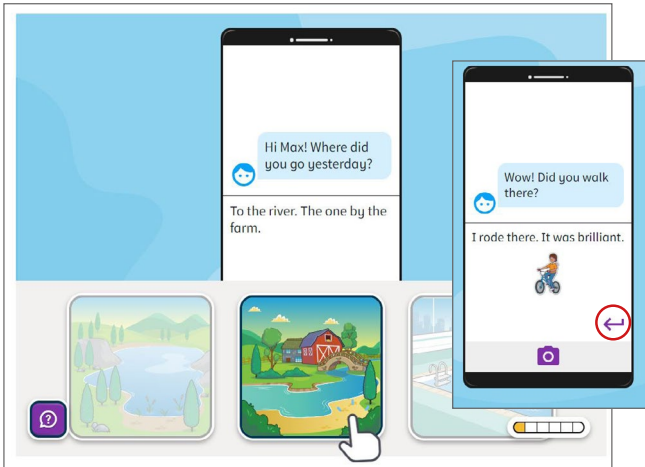 Hi Max! Where did
you go yesterday?
To the river. The one by the
farm.
Wow! Did you walk
there?
I rode there. It was brilliant.
?